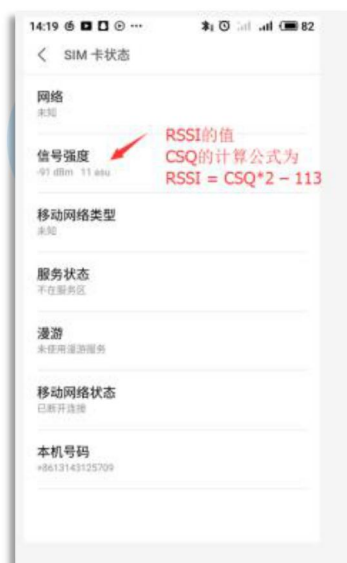 14:19 ··· 82
SIM 卡状态
网络
未知
信号强度
-91 dBm 11 asu
RSSI的值
CSQ的计算公式为
RSSI = CSQ*2 - 113
移动网络类型
未知
服务状态
不在服务区
漫游
未使用漫游服务
移动网络状态
已断开连接
本机号码
+8613143125709